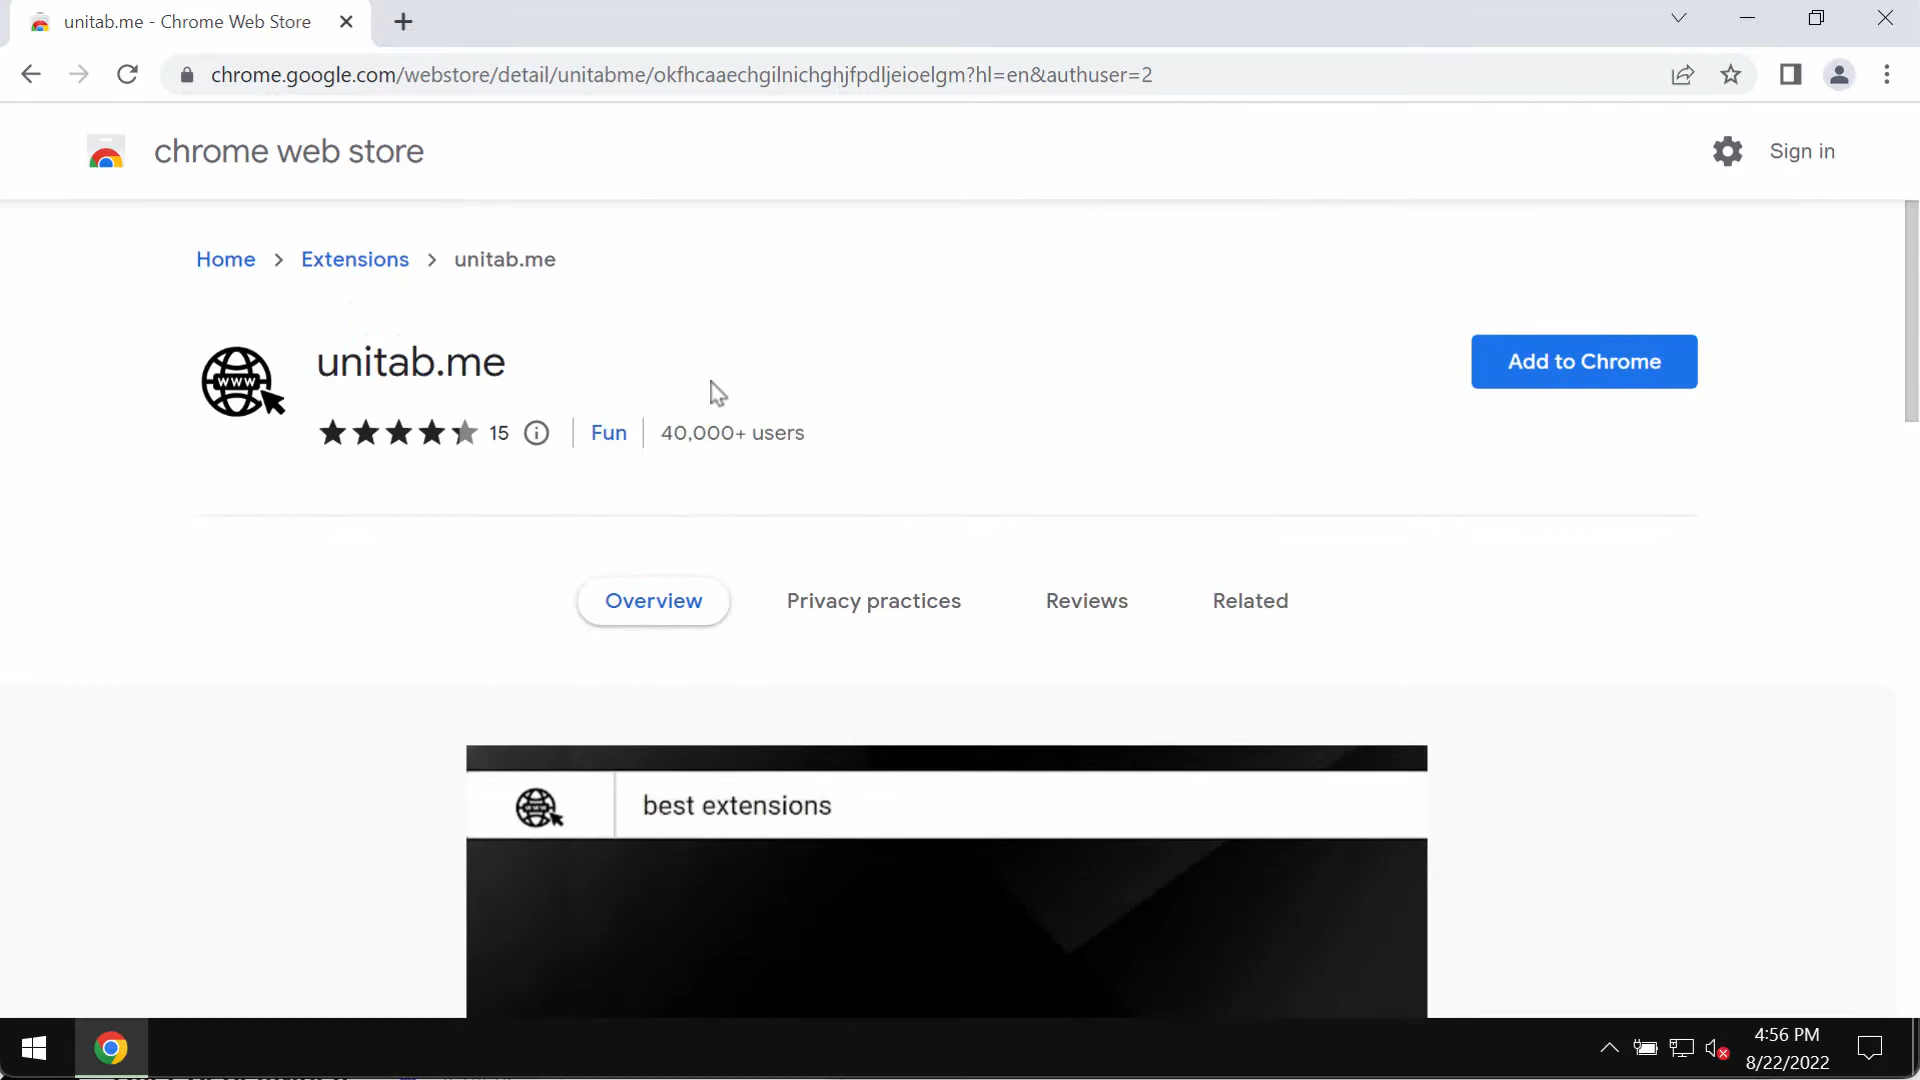 unitab.me - Chrome Web Store
chrome.google.com/webstore/detail/unitabme/okfhcaaechgilnichghjfpdljeioelgm?hl=en&authuser=2
chrome web store
Sign in
Home > Extensions > unitab.me
WWW
unitab.me
Add to Chrome
15 Fun 40,000+ users
Overview Privacy practices Reviews Related
WWW best extensions
4:56 PM
8/22/2022